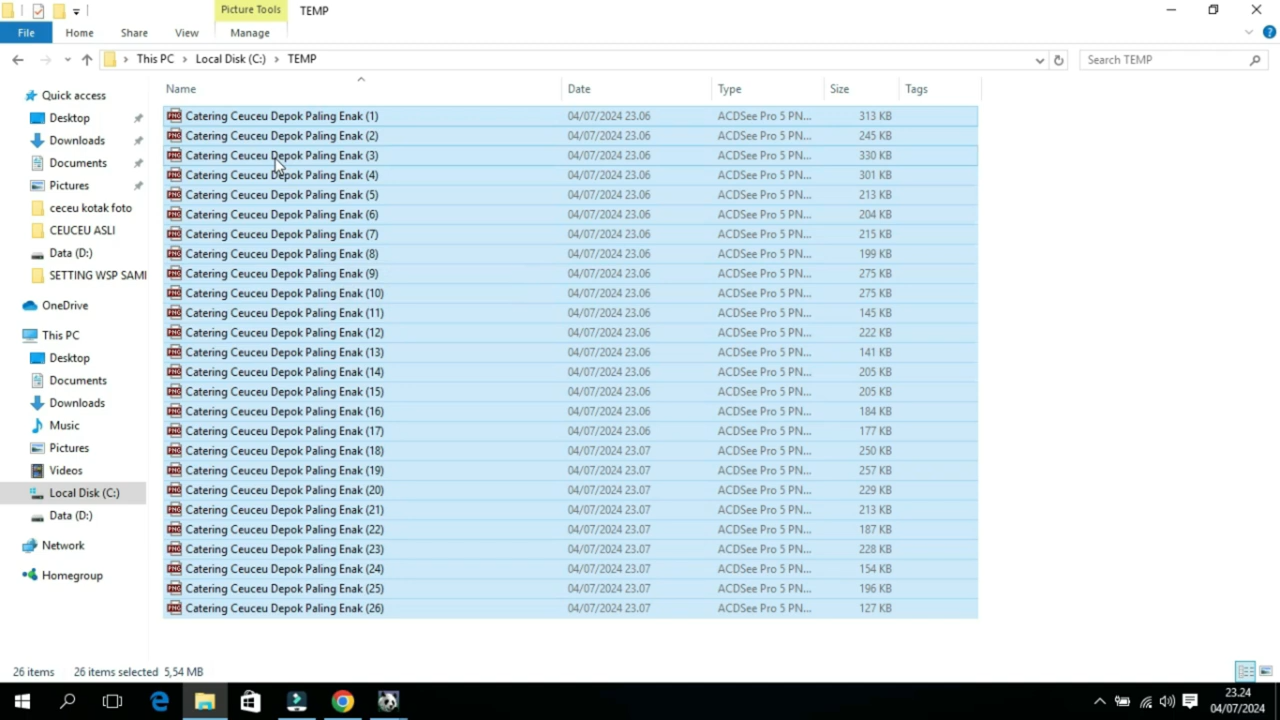 Picture Tools TEMP
File Home Share View Manage
This PC Local Disk (C:) TEMP Search TEMP
Name Date Type Size Tags
Quick access
Desktop
Downloads
Documents
Pictures
ceceu kotak foto
CEUCEU ASLI
Data (D:)
SETTING WSP SAMI
OneDrive
This PC
Desktop
Documents
Downloads
Music
Pictures
Videos
Local Disk (C:)
Data (D:)
Network
Homegroup
Catering Ceuceu Depok Paling Enak (1) 04/07/2024 23.06 ACDSee Pro 5 PN... 313 KB
Catering Ceuceu Depok Paling Enak (2) 04/07/2024 23.06 ACDSee Pro 5 PN... 245 KB
Catering Ceuceu Depok Paling Enak (3) 04/07/2024 23.06 ACDSee Pro 5 PN... 330 KB
Catering Ceuceu Depok Paling Enak (4) 04/07/2024 23.06 ACDSee Pro 5 PN... 301 KB
Catering Ceuceu Depok Paling Enak (5) 04/07/2024 23.06 ACDSee Pro 5 PN... 213 KB
Catering Ceuceu Depok Paling Enak (6) 04/07/2024 23.06 ACDSee Pro 5 PN... 204 KB
Catering Ceuceu Depok Paling Enak (7) 04/07/2024 23.06 ACDSee Pro 5 PN... 215 KB
Catering Ceuceu Depok Paling Enak (8) 04/07/2024 23.06 ACDSee Pro 5 PN... 199 KB
Catering Ceuceu Depok Paling Enak (9) 04/07/2024 23.06 ACDSee Pro 5 PN... 275 KB
Catering Ceuceu Depok Paling Enak (10) 04/07/2024 23.06 ACDSee Pro 5 PN... 275 KB
Catering Ceuceu Depok Paling Enak (11) 04/07/2024 23.06 ACDSee Pro 5 PN... 145 KB
Catering Ceuceu Depok Paling Enak (12) 04/07/2024 23.06 ACDSee Pro 5 PN... 222 KB
Catering Ceuceu Depok Paling Enak (13) 04/07/2024 23.06 ACDSee Pro 5 PN... 141 KB
Catering Ceuceu Depok Paling Enak (14) 04/07/2024 23.06 ACDSee Pro 5 PN... 205 KB
Catering Ceuceu Depok Paling Enak (15) 04/07/2024 23.06 ACDSee Pro 5 PN... 205 KB
Catering Ceuceu Depok Paling Enak (16) 04/07/2024 23.06 ACDSee Pro 5 PN... 184 KB
Catering Ceuceu Depok Paling Enak (17) 04/07/2024 23.06 ACDSee Pro 5 PN... 177 KB
Catering Ceuceu Depok Paling Enak (18) 04/07/2024 23.07 ACDSee Pro 5 PN... 250 KB
Catering Ceuceu Depok Paling Enak (19) 04/07/2024 23.07 ACDSee Pro 5 PN... 257 KB
Catering Ceuceu Depok Paling Enak (20) 04/07/2024 23.07 ACDSee Pro 5 PN... 229 KB
Catering Ceuceu Depok Paling Enak (21) 04/07/2024 23.07 ACDSee Pro 5 PN... 213 KB
Catering Ceuceu Depok Paling Enak (22) 04/07/2024 23.07 ACDSee Pro 5 PN... 187 KB
Catering Ceuceu Depok Paling Enak (23) 04/07/2024 23.07 ACDSee Pro 5 PN... 228 KB
Catering Ceuceu Depok Paling Enak (24) 04/07/2024 23.07 ACDSee Pro 5 PN... 154 KB
Catering Ceuceu Depok Paling Enak (25) 04/07/2024 23.07 ACDSee Pro 5 PN... 196 KB
Catering Ceuceu Depok Paling Enak (26) 04/07/2024 23.07 ACDSee Pro 5 PN... 127 KB
26 items 26 items selected 5,54 MB
23.24
04/07/2024